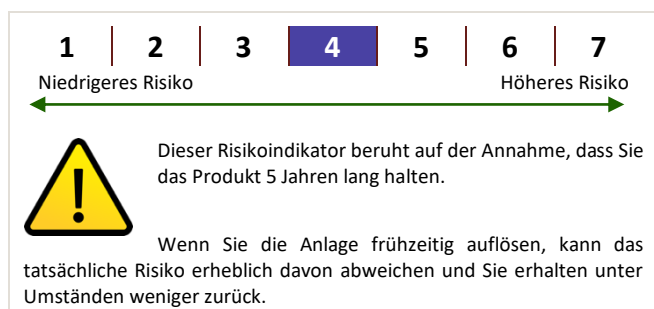 1 2 3 4 5 6 7
Niedrigeres Risiko Höheres Risiko
Dieser Risikoindikator beruht auf der Annahme, dass Sie
das Produkt 5 Jahren lang halten.
Wenn Sie die Anlage frühzeitig auflösen, kann das
tatsächliche Risiko erheblich davon abweichen und Sie erhalten unter
Umständen weniger zurück.